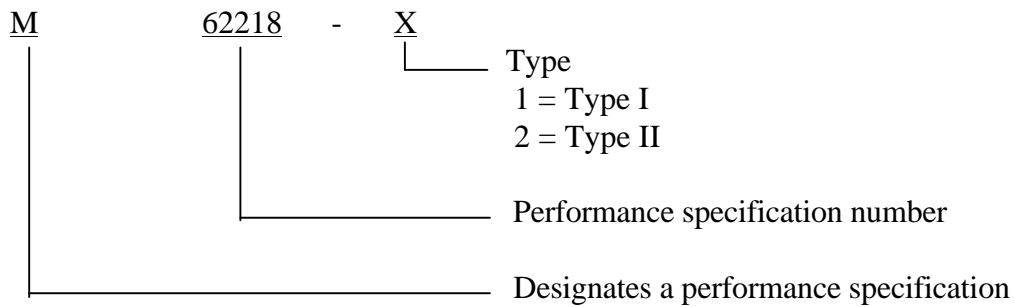 M 62218 - X
Type
1 = Type I
2 = Type II
Performance specification number
Designates a performance specification